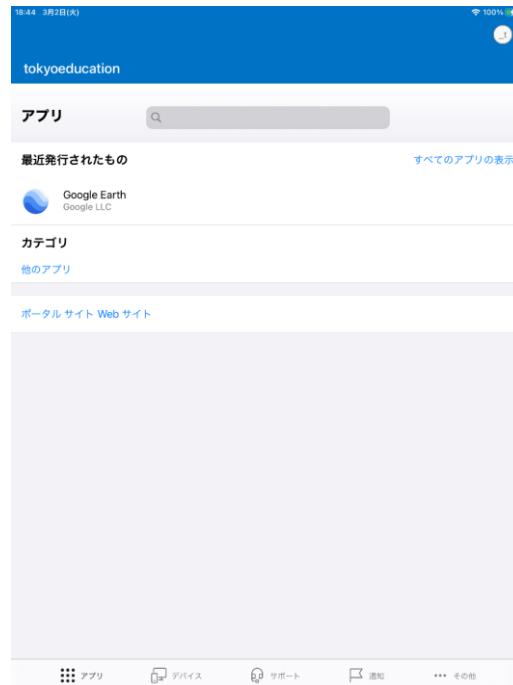 18:44 3月2日(火) 100%
_t
tokyoeducation
アプリ
最近発行されたもの すべてのアプリの表示
Google Earth
Google LLC
カテゴリ
他のアプリ
ポータル サイト Web サイト
アプリ デバイス サポート 通知 その他